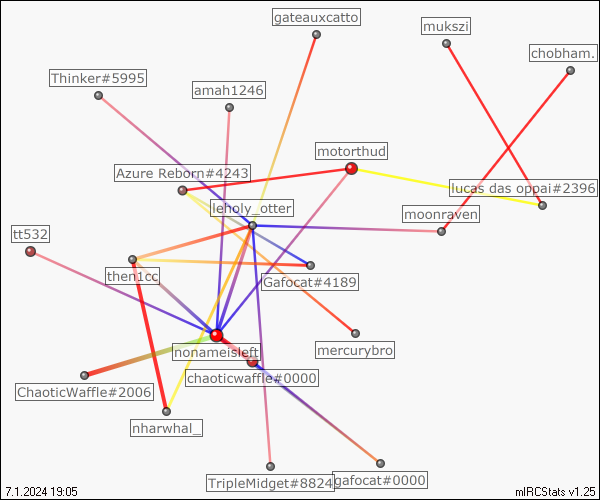 gateauxcatto
mukszi
chobham.
Thinker#5995
amah1246
motorthud
Azure Reborn#4243
lucas das oppai#2396
leholy_otter
moonraven
tt532
then1cc
Gafocat#4189
nonameisleft
mercurybro
chaoticwaffle#0000
ChaoticWaffle#2006
nharwhal_
TripleMidget#8824
gafocat#0000
7.1.2024 19:05
mIRCStats v1.25